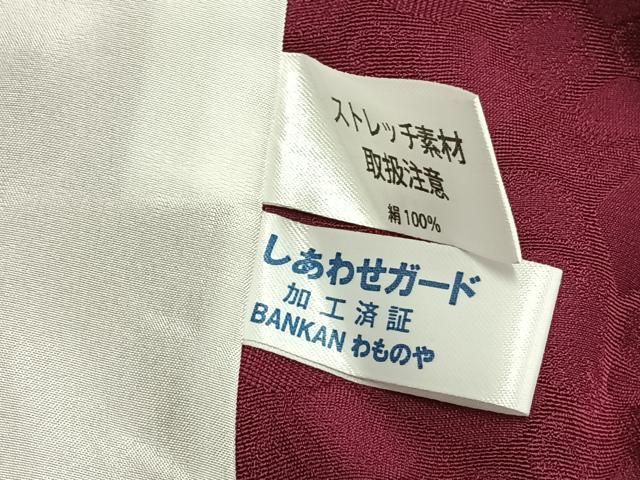 ストレッチ素材
取扱注意
絹100%
しあわせガード
加工済証
BANKAN わものや